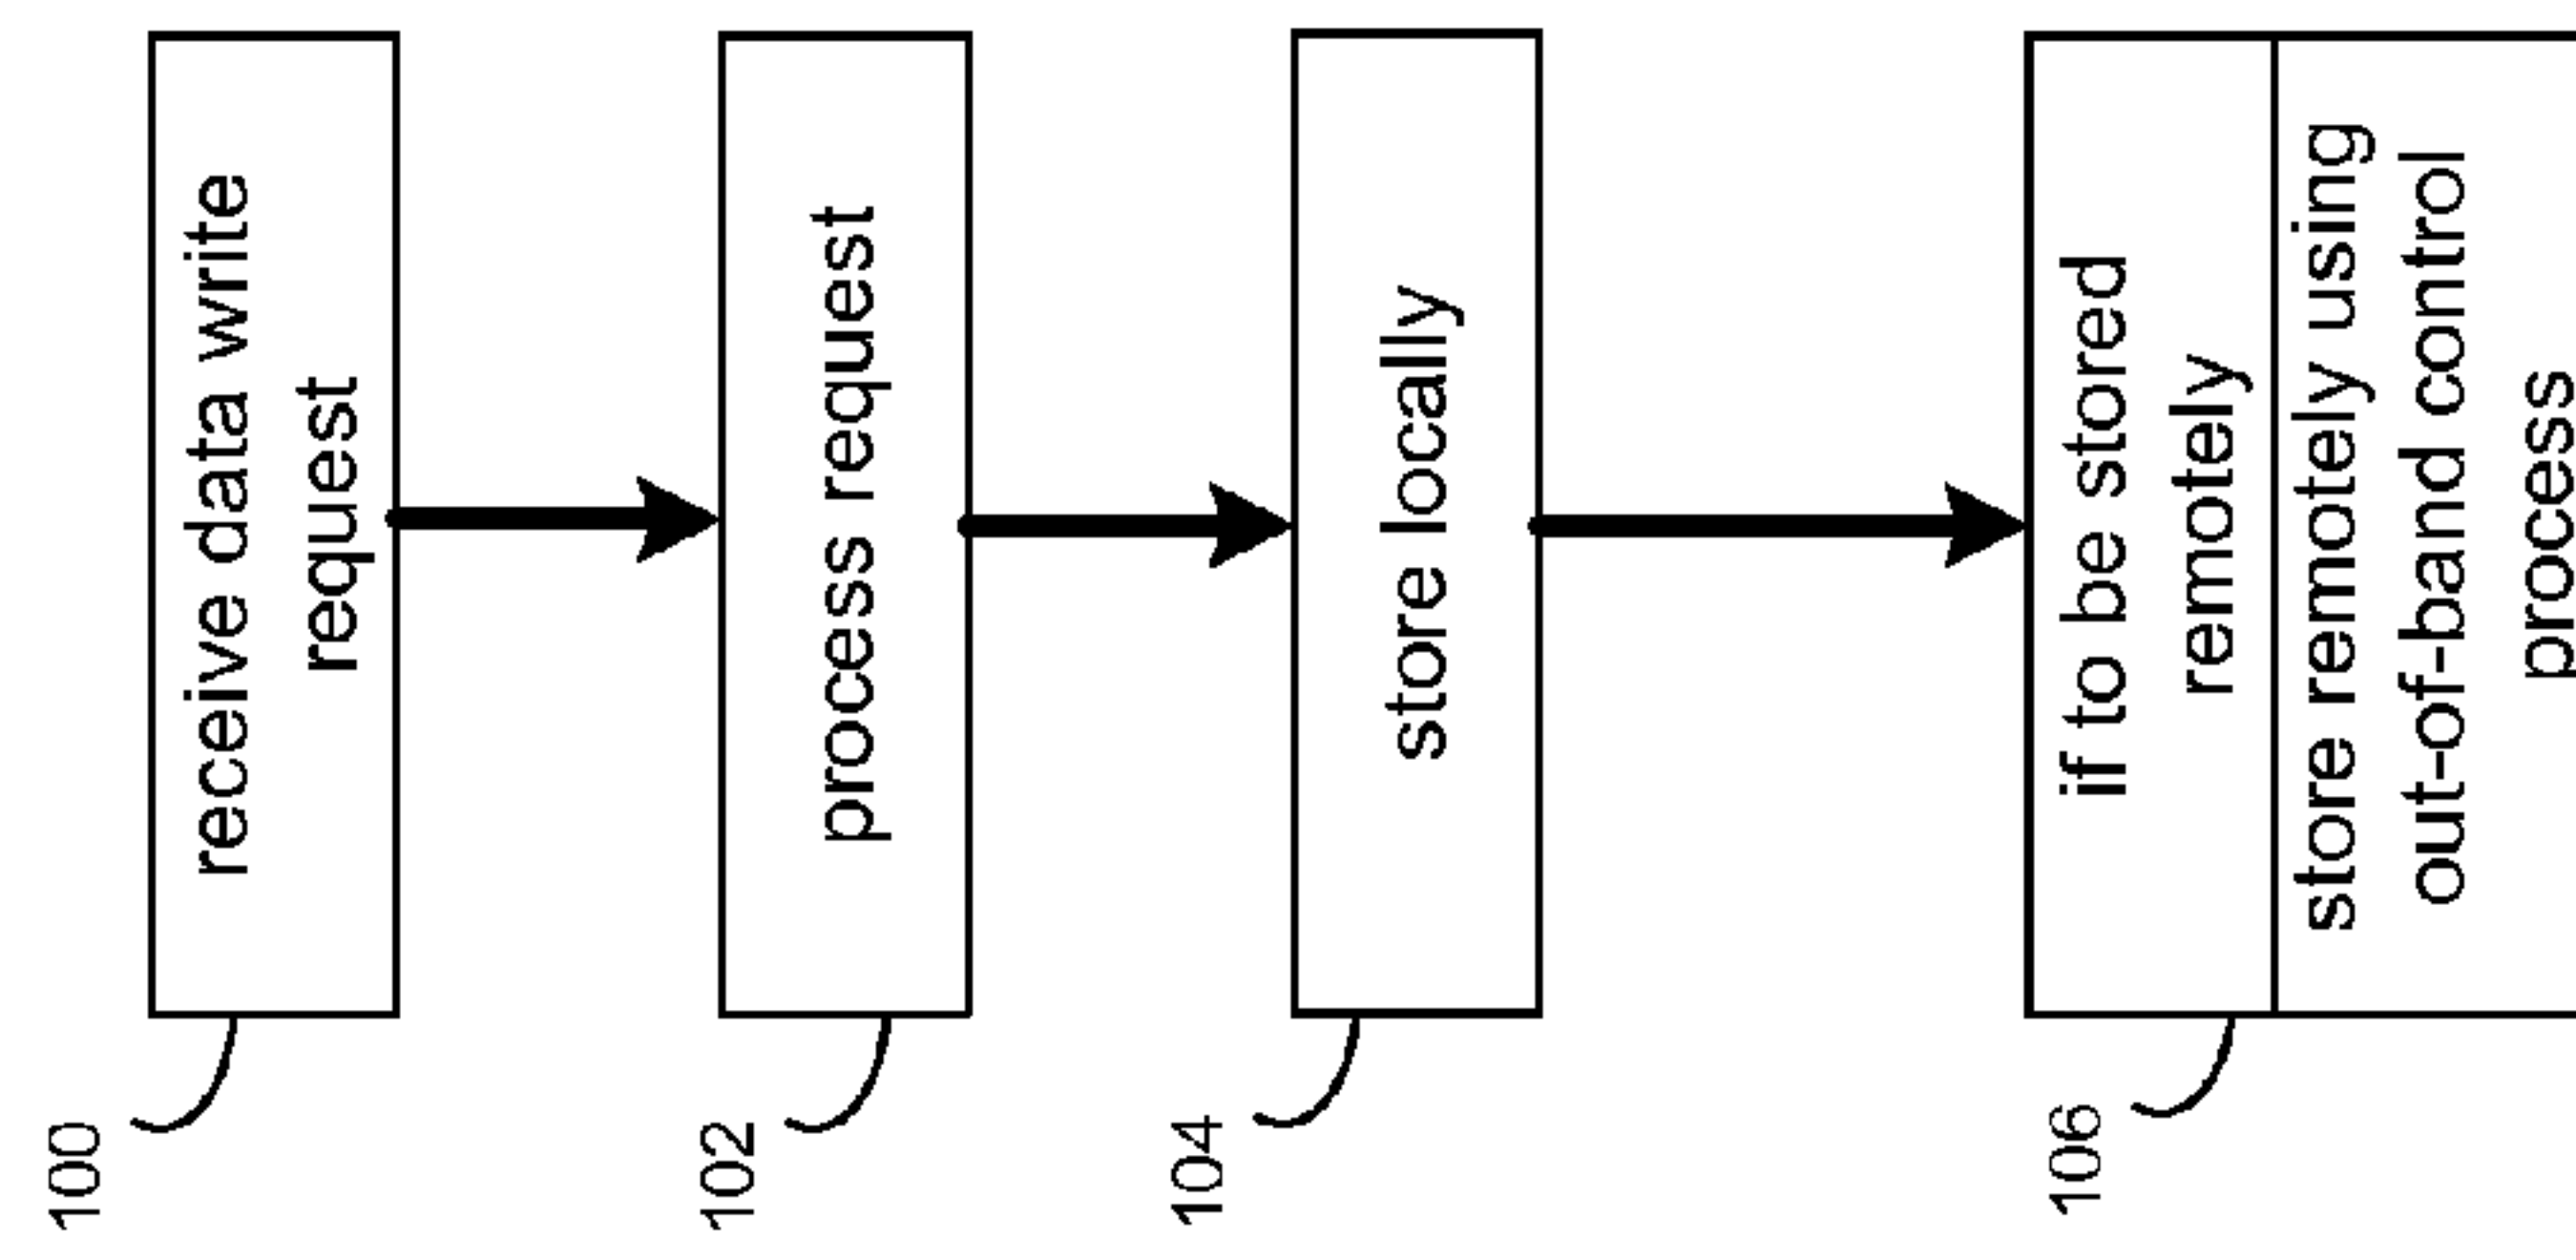 receive data write
request
100
process request
102
store locally
104
if to be stored
remotely
store remotely using
out-of-band control
process
106